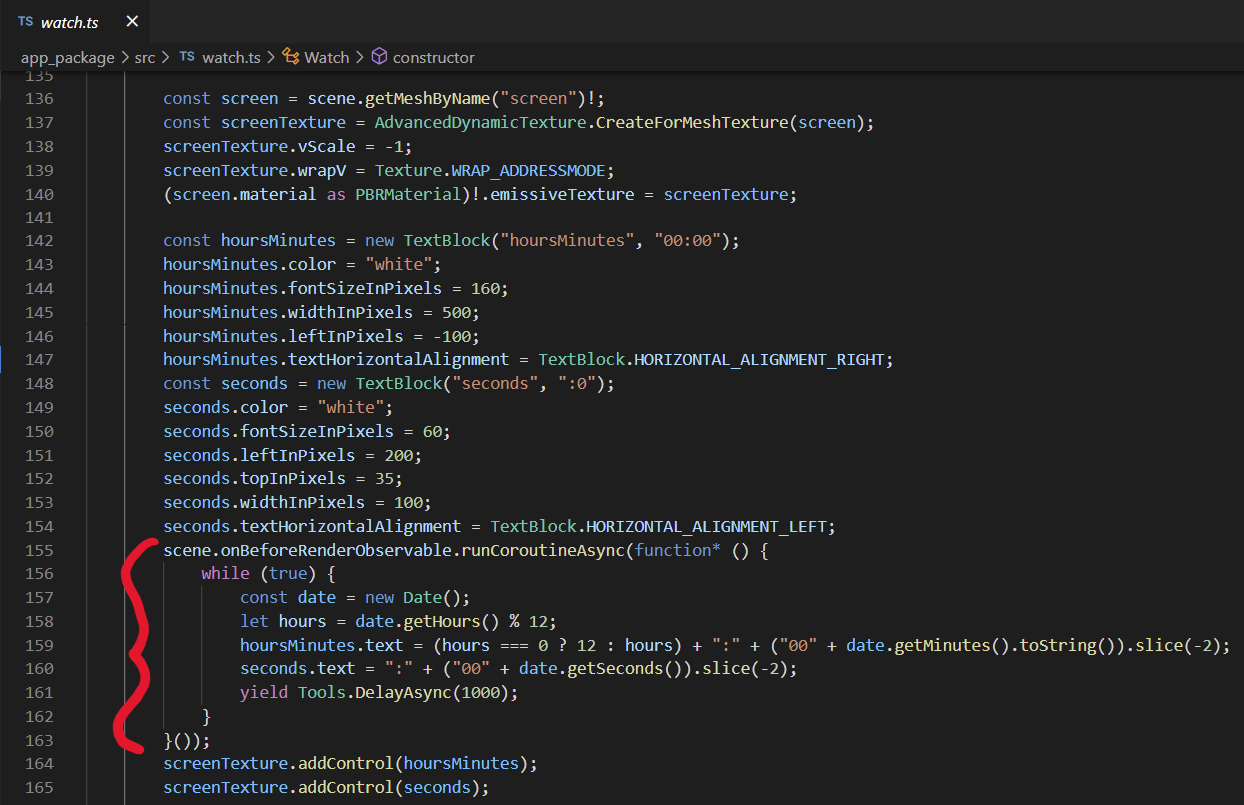 TS watch.ts ×
app_package > src > TS watch.ts > Watch > constructor
135
136 const screen = scene.getMeshByName("screen")!;
137 const screenTexture = AdvancedDynamicTexture.CreateForMeshTexture(screen);
138 screenTexture.vScale = -1;
139 screenTexture.wrapV = Texture.WRAP_ADDRESSMODE;
140 (screen.material as PBRMaterial)!.emissiveTexture = screenTexture;
141
142 const hoursMinutes = new TextBlock("hoursMinutes", "00:00");
143 hoursMinutes.color = "white";
144 hoursMinutes.fontSizeInPixels = 160;
145 hoursMinutes.widthInPixels = 500;
146 hoursMinutes.leftInPixels = -100;
147 hoursMinutes.textHorizontalAlignment = TextBlock.HORIZONTAL_ALIGNMENT_RIGHT;
148 const seconds = new TextBlock("seconds", ":0");
149 seconds.color = "white";
150 seconds.fontSizeInPixels = 60;
151 seconds.leftInPixels = 200;
152 seconds.topInPixels = 35;
153 seconds.widthInPixels = 100;
154 seconds.textHorizontalAlignment = TextBlock.HORIZONTAL_ALIGNMENT_LEFT;
155 scene.onBeforeRenderObservable.runCoroutineAsync(function* () {
156 while (true) {
157 const date = new Date();
158 let hours = date.getHours() % 12;
159 hoursMinutes.text = (hours === 0 ? 12 : hours) + ":" + ("00" + date.getMinutes().toString()).slice(-2);
160 seconds.text = ":" + ("00" + date.getSeconds()).slice(-2);
161 yield Tools.DelayAsync(1000);
162 }
163 }());
164 screenTexture.addControl(hoursMinutes);
165 screenTexture.addControl(seconds);